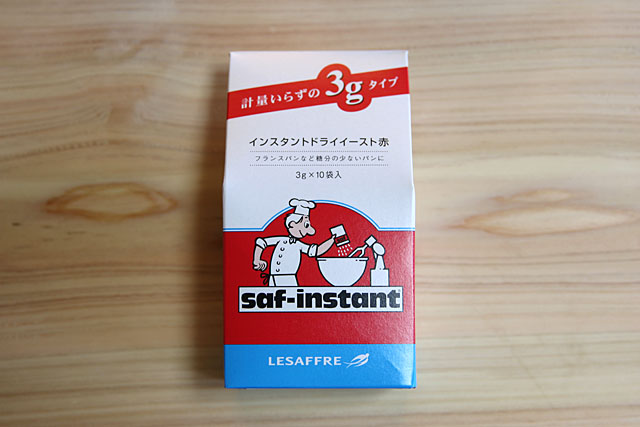 計量いらずの3gタイプ
インスタントドライイースト赤
フランスパンなど糖分の少ないパンに
3g×10袋入
saf-instant
LESAFFRE